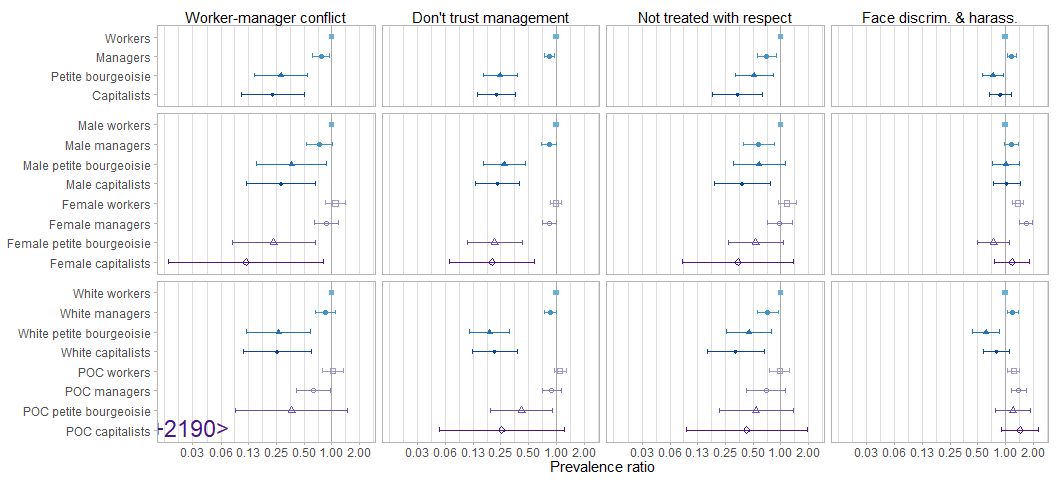 Worker-manager conflict Don't trust management Not treated with respect Face discrim. & harass.
Workers
Managers
Petite bourgeoisie
Capitalists
Male workers
Male managers
Male petite bourgeoisie
Male capitalists
Female workers
Female managers
Female petite bourgeoisie
Female capitalists
White workers
White managers
White petite bourgeoisie
White capitalists
POC workers
POC managers
POC petite bourgeoisie
POC capitalists 2190>
0.03 0.06 0.13 0.25 0.50 1.00 2.00 0.03 0.06 0.13 0.25 0.50 1.00 2.00 0.03 0.06 0.13 0.25 0.50 1.00 2.00 0.03 0.06 0.13 0.25 0.50 1.00 2.00
Prevalence ratio